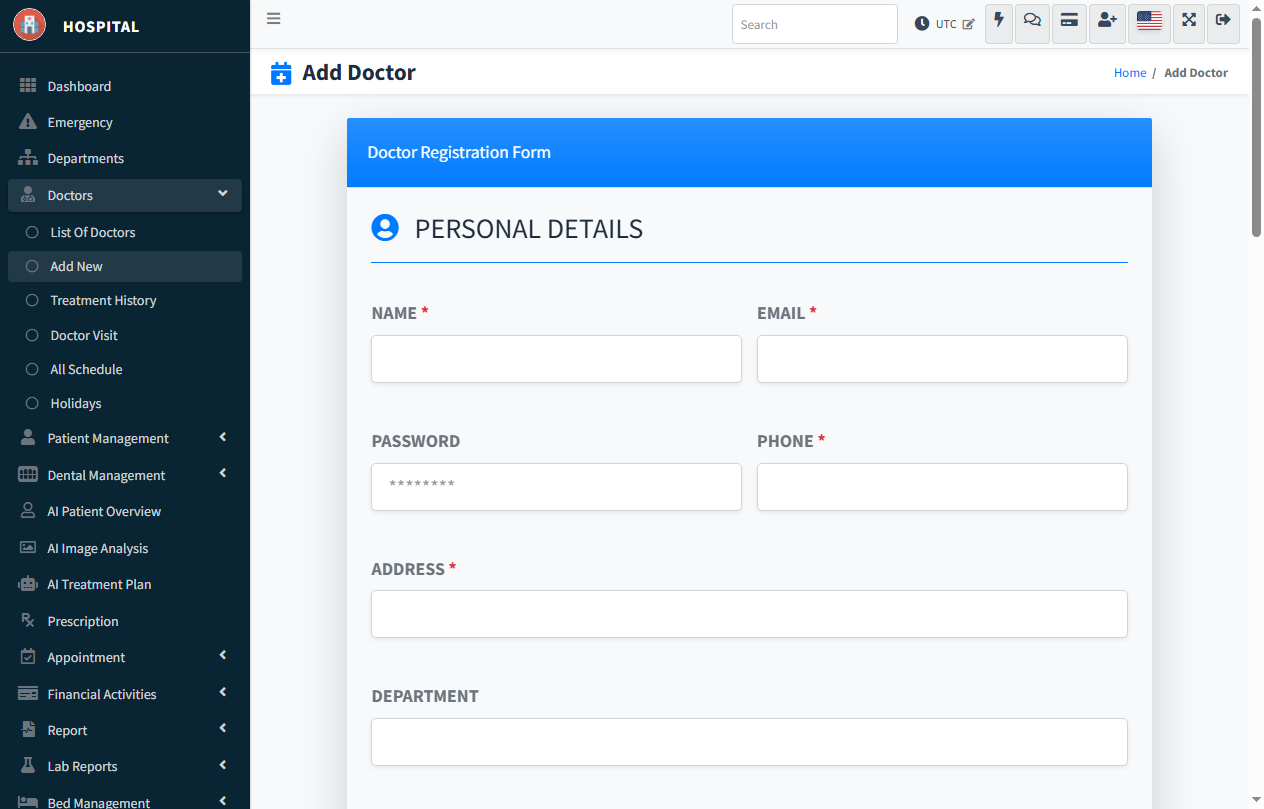 HOSPITAL
Dashboard
Emergency
Departments
Doctors
List Of Doctors
Add New
Treatment History
Doctor Visit
All Schedule
Holidays
Patient Management
Dental Management
AI Patient Overview
AI Image Analysis
AI Treatment Plan
Prescription
Appointment
Financial Activities
Report
Lab Reports
Bed Management
Search
UTC
Add Doctor
Home / Add Doctor
Doctor Registration Form
PERSONAL DETAILS
NAME *
EMAIL *
PASSWORD
PHONE *
********
ADDRESS *
DEPARTMENT